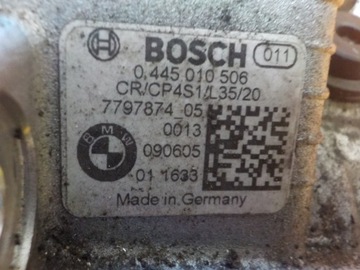 BOSCH 011
0 445 010 506
CR/CP4S1/L35/20
7797874 05
0013
BMW 090605
01 1633
Made in Germany